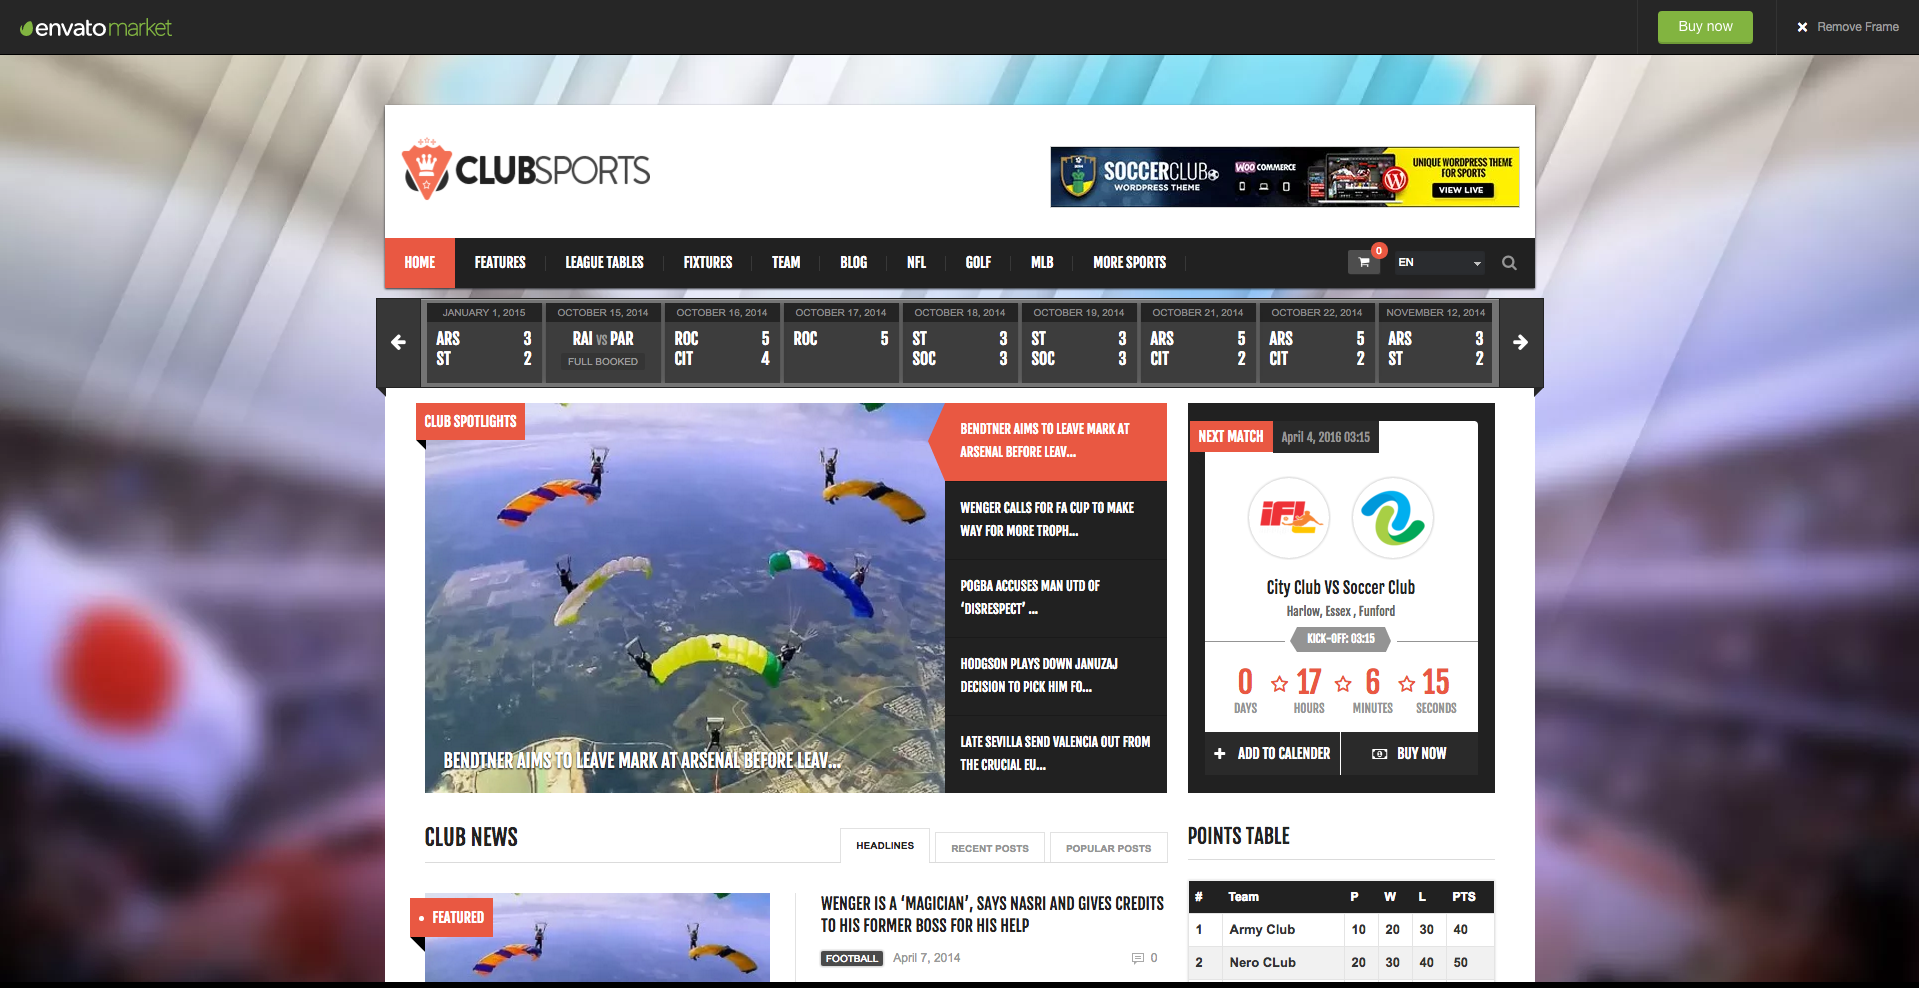 envatomarket
Buy now
Remove Frame
CLUBSPORTS
SOCCERCLUB
WORDPRESS THEME
WOO COMMERCE
UNIQUE WORDPRESS THEME
FOR SPORTS
VIEW LIVE
HOME
FEATURES
LEAGUE TABLES
FIXTURES
TEAM
BLOG
NFL
GOLF
MLB
MORE SPORTS
0
EN
JANUARY 1, 2015
ARS 3
ST 2
OCTOBER 15, 2014
RAI VS PAR
FULL BOOKED
OCTOBER 16, 2014
ROC 5
CIT 4
OCTOBER 17, 2014
ROC 5
OCTOBER 18, 2014
ST 3
SOC 3
OCTOBER 19, 2014
ST 3
SOC 3
OCTOBER 21, 2014
ARS 5
CIT 2
OCTOBER 22, 2014
ARS 5
CIT 2
NOVEMBER 12, 2014
ARS 3
ST 2
CLUB SPOTLIGHTS
BENDTNER AIMS TO LEAVE MARK AT ARSENAL BEFORE LEAV...
BENDTNER AIMS TO LEAVE MARK AT
ARSENAL BEFORE LEAV...
WENGER CALLS FOR FA CUP TO MAKE
WAY FOR MORE TROPH...
POGBA ACCUSES MAN UTD OF
‘DISRESPECT’ ...
HODGSON PLAYS DOWN JANUZAJ
DECISION TO PICK HIM FO...
LATE SEVILLA SEND VALENCIA OUT FROM
THE CRUCIAL EU...
NEXT MATCH
April 4, 2016 03:15
iFL
City Club VS Soccer Club
Harlow, Essex , Funford
KICK-OFF: 03:15
0 17 6 15
DAYS HOURS MINUTES SECONDS
ADD TO CALENDER
BUY NOW
CLUB NEWS
HEADLINES
RECENT POSTS
POPULAR POSTS
FEATURED
WENGER IS A ‘MAGICIAN’, SAYS NASRI AND GIVES CREDITS
TO HIS FORMER BOSS FOR HIS HELP
FOOTBALL April 7, 2014 0
POINTS TABLE
# Team P W L PTS
1 Army Club 10 20 30 40
2 Nero CLub 20 30 40 50